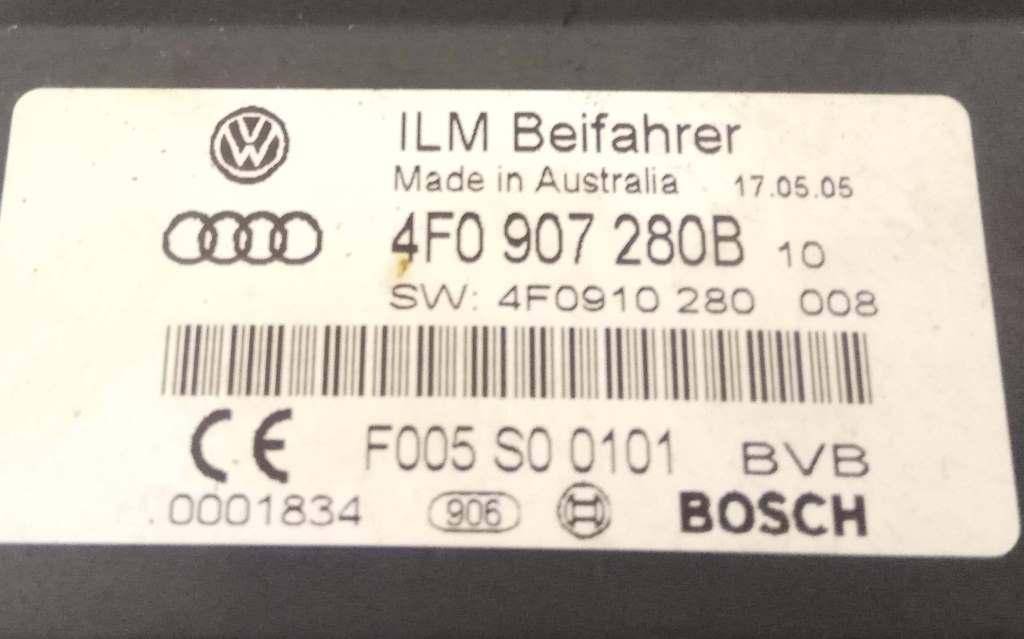 ILM Beifahrer
Made in Australia 17.05.05
4F0 907 280B 10
SW: 4F0910 280 008
CE F005 S0 0101 BVB
.0001834 906 BOSCH